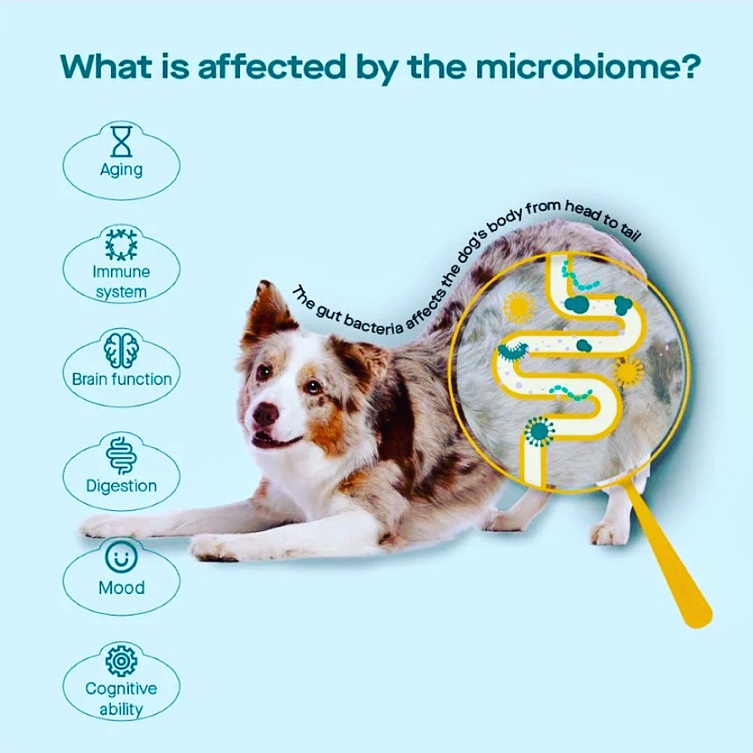 What is affected by the microbiome?
Aging
Immune
system
Brain function
Digestion
Mood
Cognitive
ability
The gut bacteria affects the dog's body from head to tail